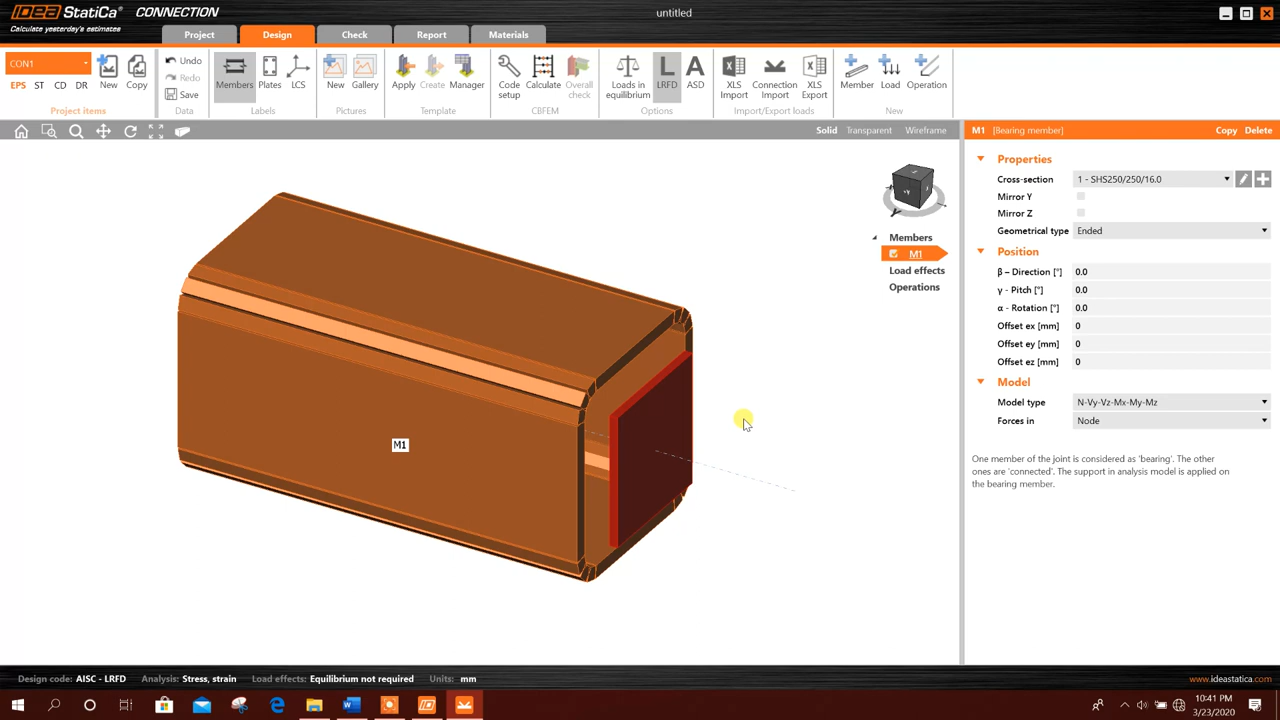 IDEA StatiCa® CONNECTION
Calculate yesterday's estimates
untitled
Project
Design
Check
Report
Materials
CON1
EPS ST CD DR
New
Copy
Project items
Undo
Redo
Save
Data
Members
Plates
LCS
Labels
New
Gallery
Pictures
Apply
Create
Manager
Template
Code setup
Calculate
Overall check
CBFEM
Loads in equilibrium
LRFD
ASD
Options
XLS Import
Connection Import
XLS Export
Import/Export loads
Member
Load
Operation
New
Solid Transparent Wireframe
M1 [Bearing member] Copy Delete
Properties
Cross-section 1 - SHS250/250/16.0
Mirror Y
Mirror Z
Geometrical type Ended
Position
β – Direction [°] 0.0
γ - Pitch [°] 0.0
α - Rotation [°] 0.0
Offset ex [mm] 0
Offset ey [mm] 0
Offset ez [mm] 0
Model
Model type N-Vy-Vz-Mx-My-Mz
Forces in Node
One member of the joint is considered as 'bearing'. The other
ones are 'connected'. The support in analysis model is applied on
the bearing member.
Members
M1
Load effects
Operations
M1
Design code: AISC - LRFD Analysis: Stress, strain Load effects: Equilibrium not required Units: mm
www.ideastatica.com
10:41 PM
3/23/2020